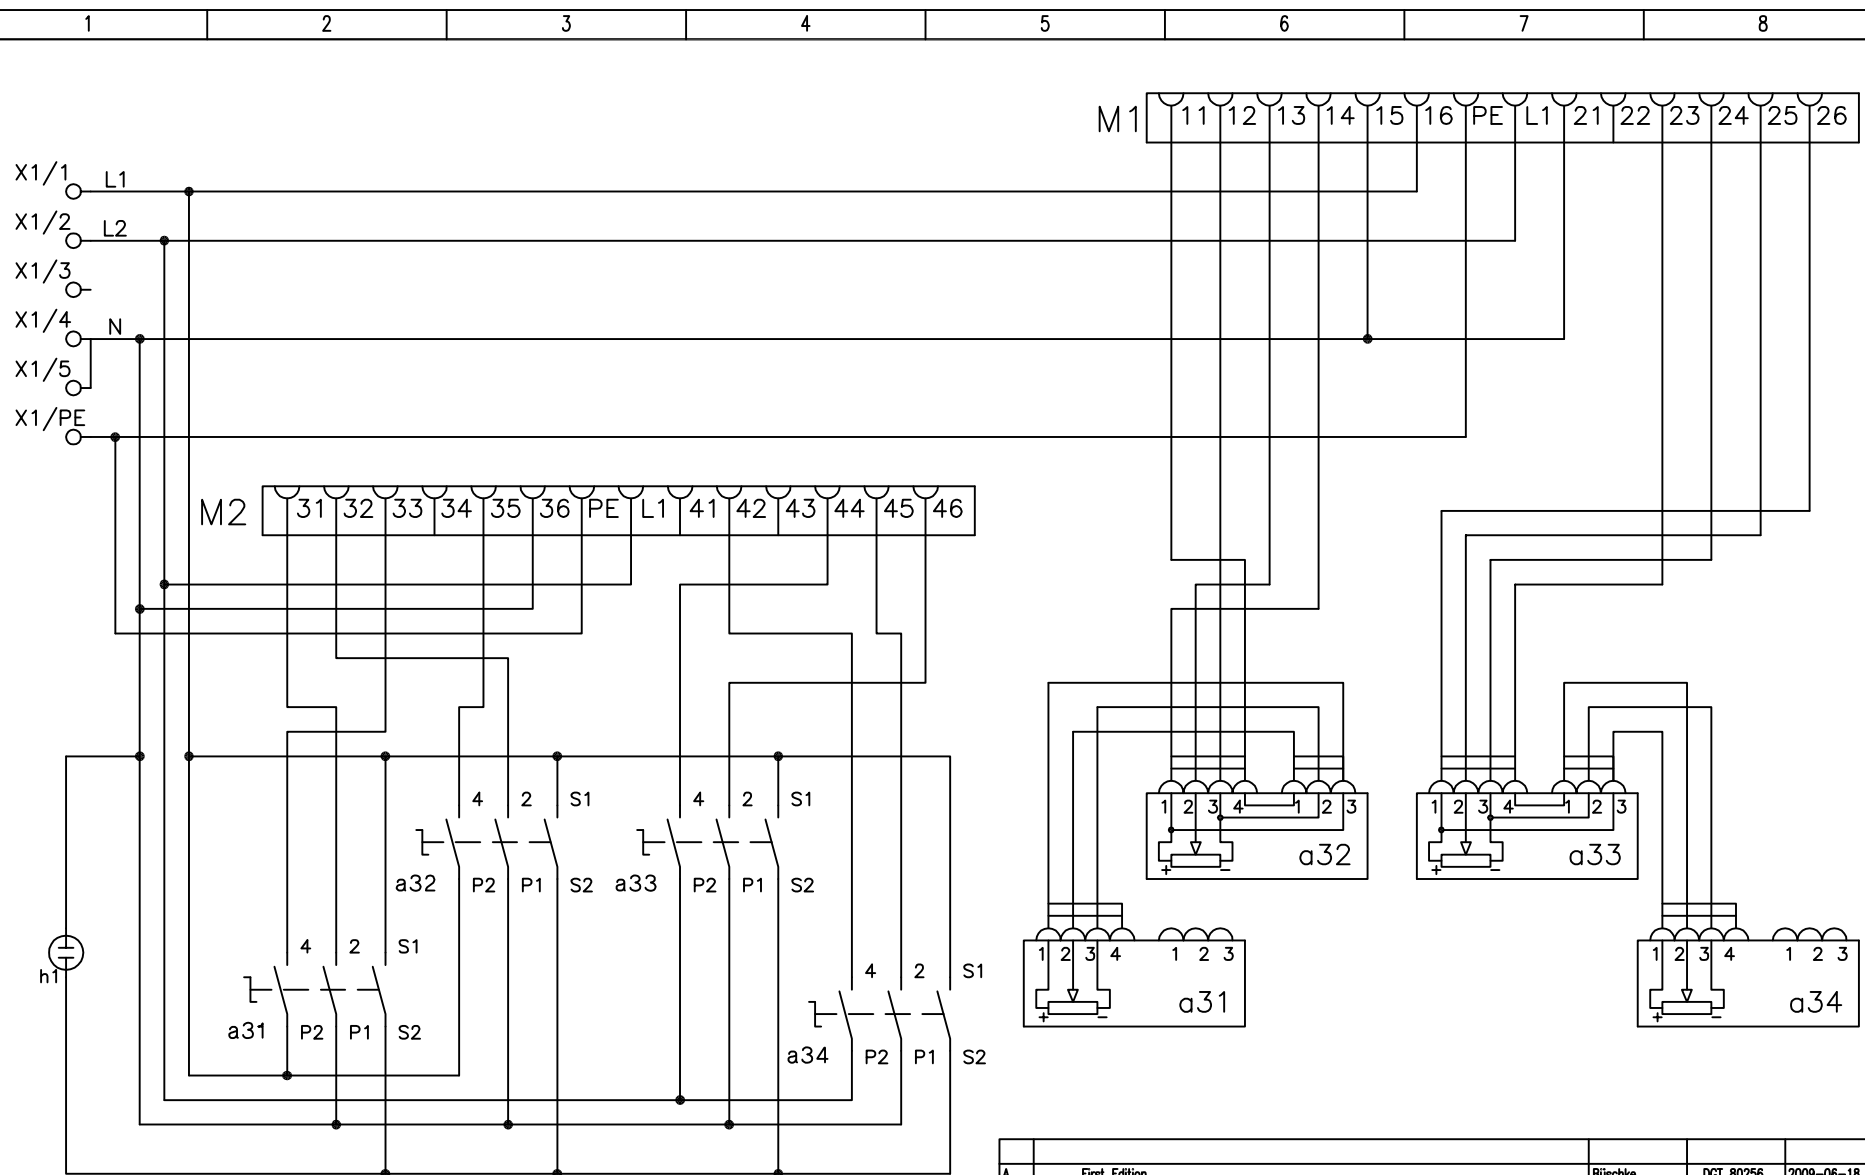 1 2 3 4 5 6 7 8
M1 11 12 13 14 15 16 PE L1 21 22 23 24 25 26
X1/1 L1
X1/2 L2
X1/3
X1/4 N
X1/5
X1/PE
M2 31 32 33 34 35 36 PE L1 41 42 43 44 45 46
4 2 S1 4 2 S1
1 2 3 4 1 2 3 1 2 3 4 1 2 3
a32 P2 P1 S2 a33 P2 P1 S2
+ - a32 + - a33
h1
4 2 S1
4 2 S1
1 2 3 4 1 2 3 1 2 3 4 1 2 3
a31 P2 P1 S2
a34 P2 P1 S2
+ - a31 + - a34
A First Edition Rüschke DGT 80256 2009-06-18